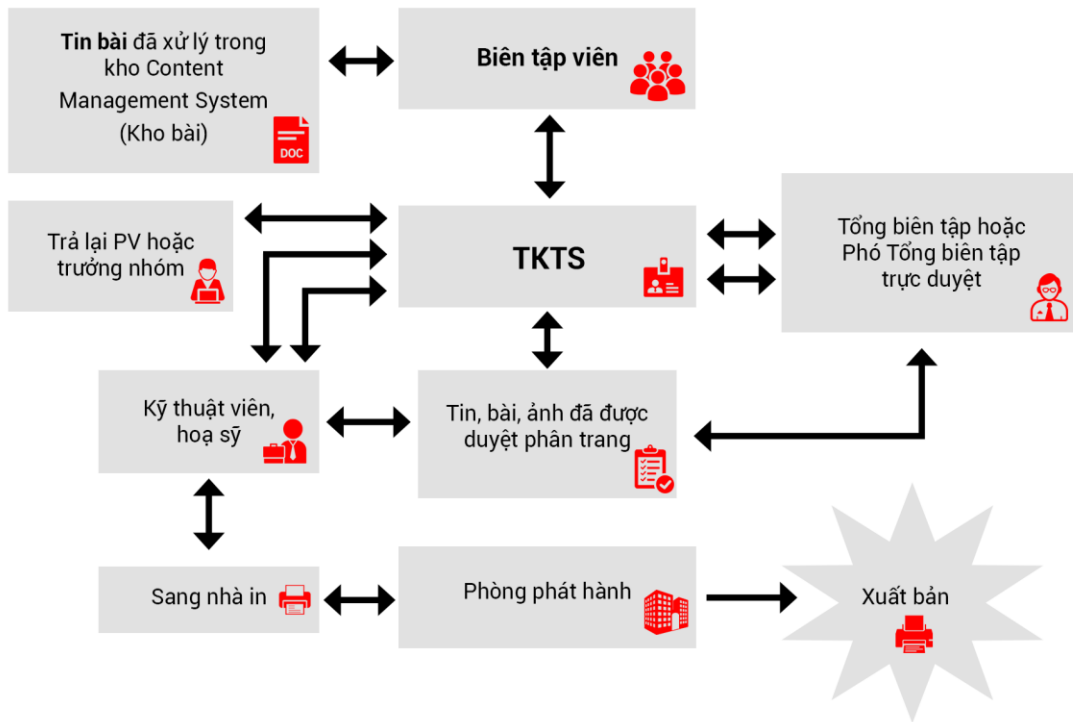 Tin bài đã xử lý trong
kho Content
Management System
(Kho bài)
DOC
Biên tập viên
Trả lại PV hoặc
trưởng nhóm
TKTS
Tổng biên tập hoặc
Phó Tổng biên tập
trực duyệt
Kỹ thuật viên,
hoạ sỹ
Tin, bài, ảnh đã được
duyệt phân trang
Sang nhà in
Phòng phát hành
Xuất bản